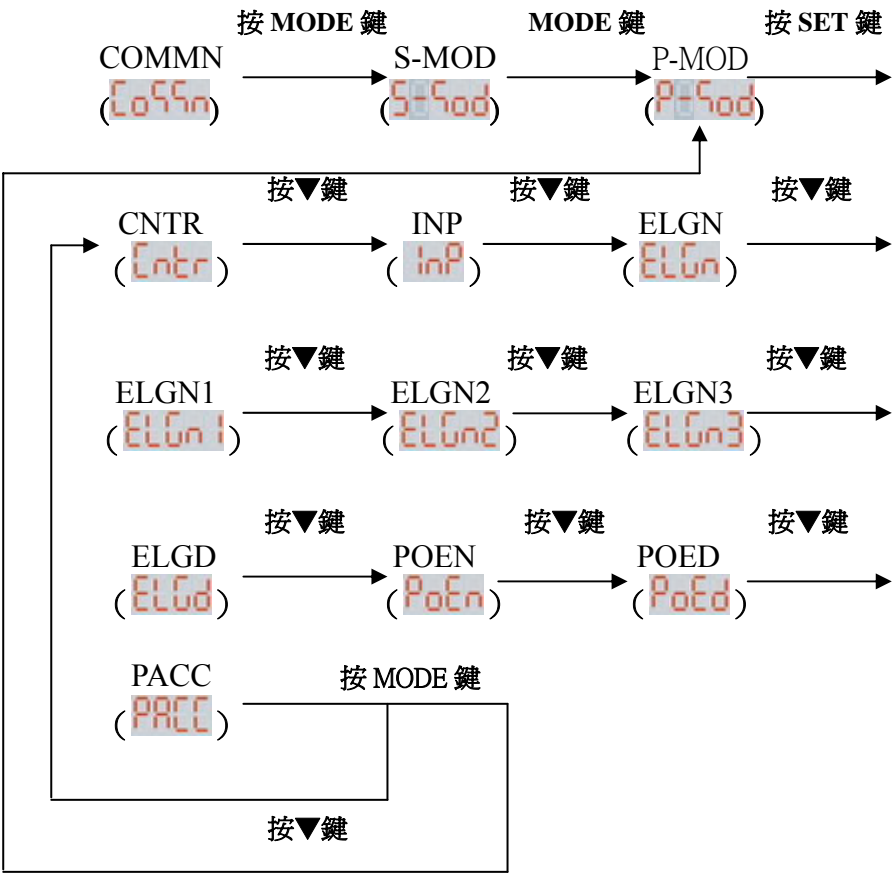 按 MODE 鍵 MODE 鍵 按 SET 鍵
COMMN S-MOD P-MOD
(CoSSn) (S-Sod) (P-Sod)
按▼鍵 按▼鍵 按▼鍵
CNTR INP ELGN
(Cntr) (InP) (ELGn)
按▼鍵 按▼鍵 按▼鍵
ELGN1 ELGN2 ELGN3
(ELGn1) (ELGn2) (ELGn3)
按▼鍵 按▼鍵 按▼鍵
ELGD POEN POED
(ELGd) (PoEn) (PoEd)
PACC 按 MODE 鍵
(PACC)
按▼鍵